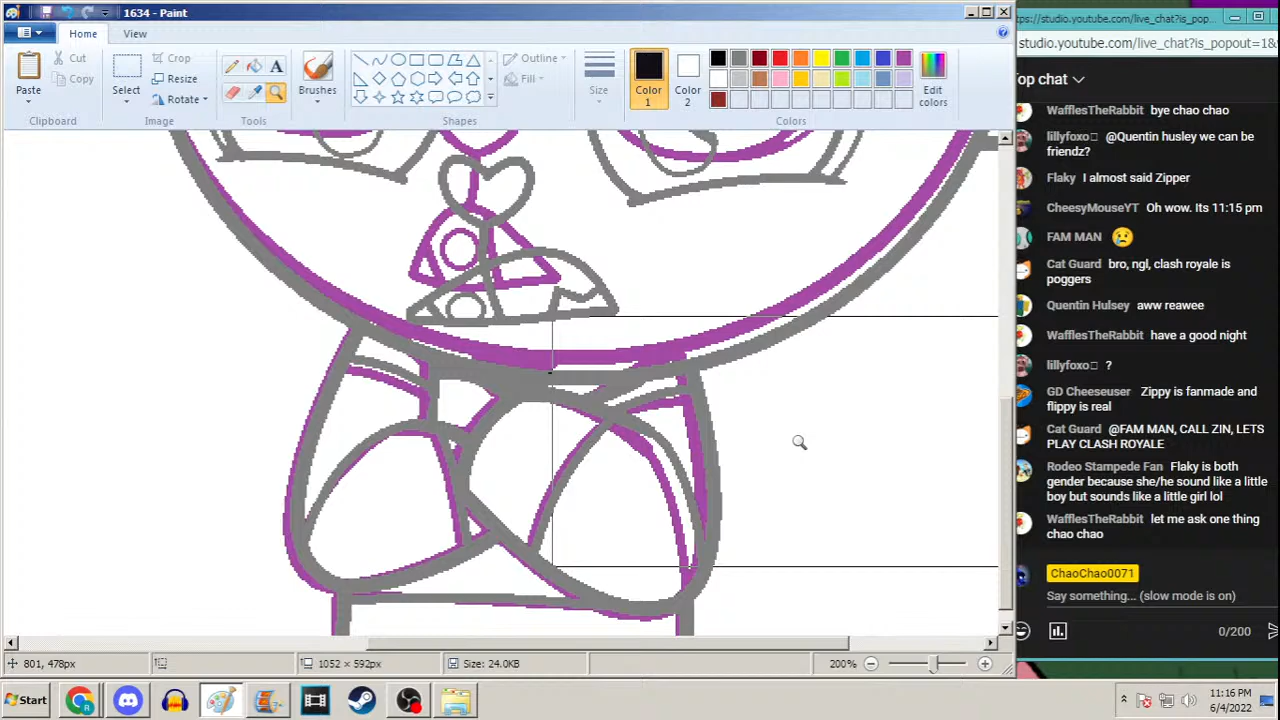 1634 - Paint
Home
View
Paste
Cut
Copy
Clipboard
Select
Crop
Resize
Rotate
Image
Tools
Brushes
Shapes
Outline
Fill
Size
Color 1
Color 2
Edit colors
Colors
801, 478px
1052 × 592px
Size: 24.0KB
200%
Start
11:16 PM
6/4/2022
ttps://studio.youtube.com/live_chat?is_pop...
studio.youtube.com/live_chat?is_popout=1&
Top chat
WafflesTheRabbit bye chao chao
lillyfoxo @Quentin husley we can be
friendz?
Flaky I almost said Zipper
CheesyMouseYT Oh wow. Its 11:15 pm
FAM MAN 😢
Cat Guard bro, ngl, clash royale is
poggers
Quentin Hulsey aww reawee
WafflesTheRabbit have a good night
lillyfoxo ?
GD Cheeseuser Zippy is fanmade and
flippy is real
Cat Guard @FAM MAN, CALL ZIN, LETS
PLAY CLASH ROYALE
Rodeo Stampede Fan Flaky is both
gender because she/he sound like a little
boy but sounds like a little girl lol
WafflesTheRabbit let me ask one thing
chao chao
ChaoChao0071
Say something... (slow mode is on)
0/200